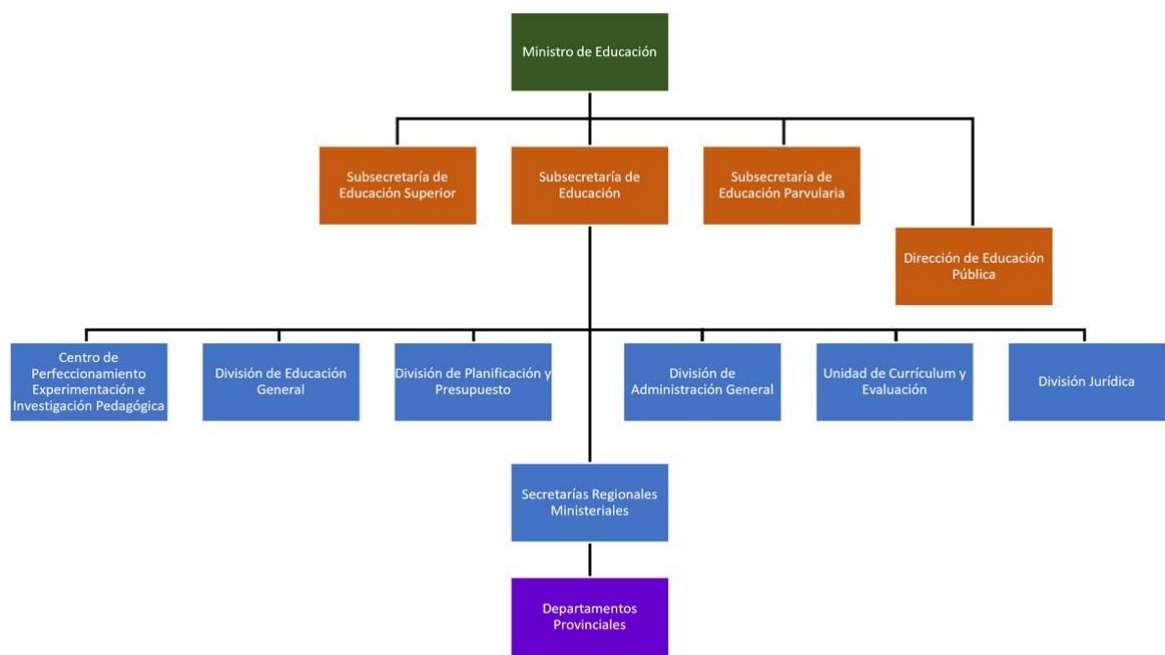 Ministro de Educación
Subsecretaría de
Educación Superior
Subsecretaría de
Educación
Subsecretaría de
Educación Parvularia
Dirección de Educación
Pública
Centro de
Perfeccionamiento
Experimentación e
Investigación Pedagógica
División de Educación
General
División de Planificación y
Presupuesto
División de
Administración General
Unidad de Currículum y
Evaluación
División Jurídica
Secretarías Regionales
Ministeriales
Departamentos
Provinciales